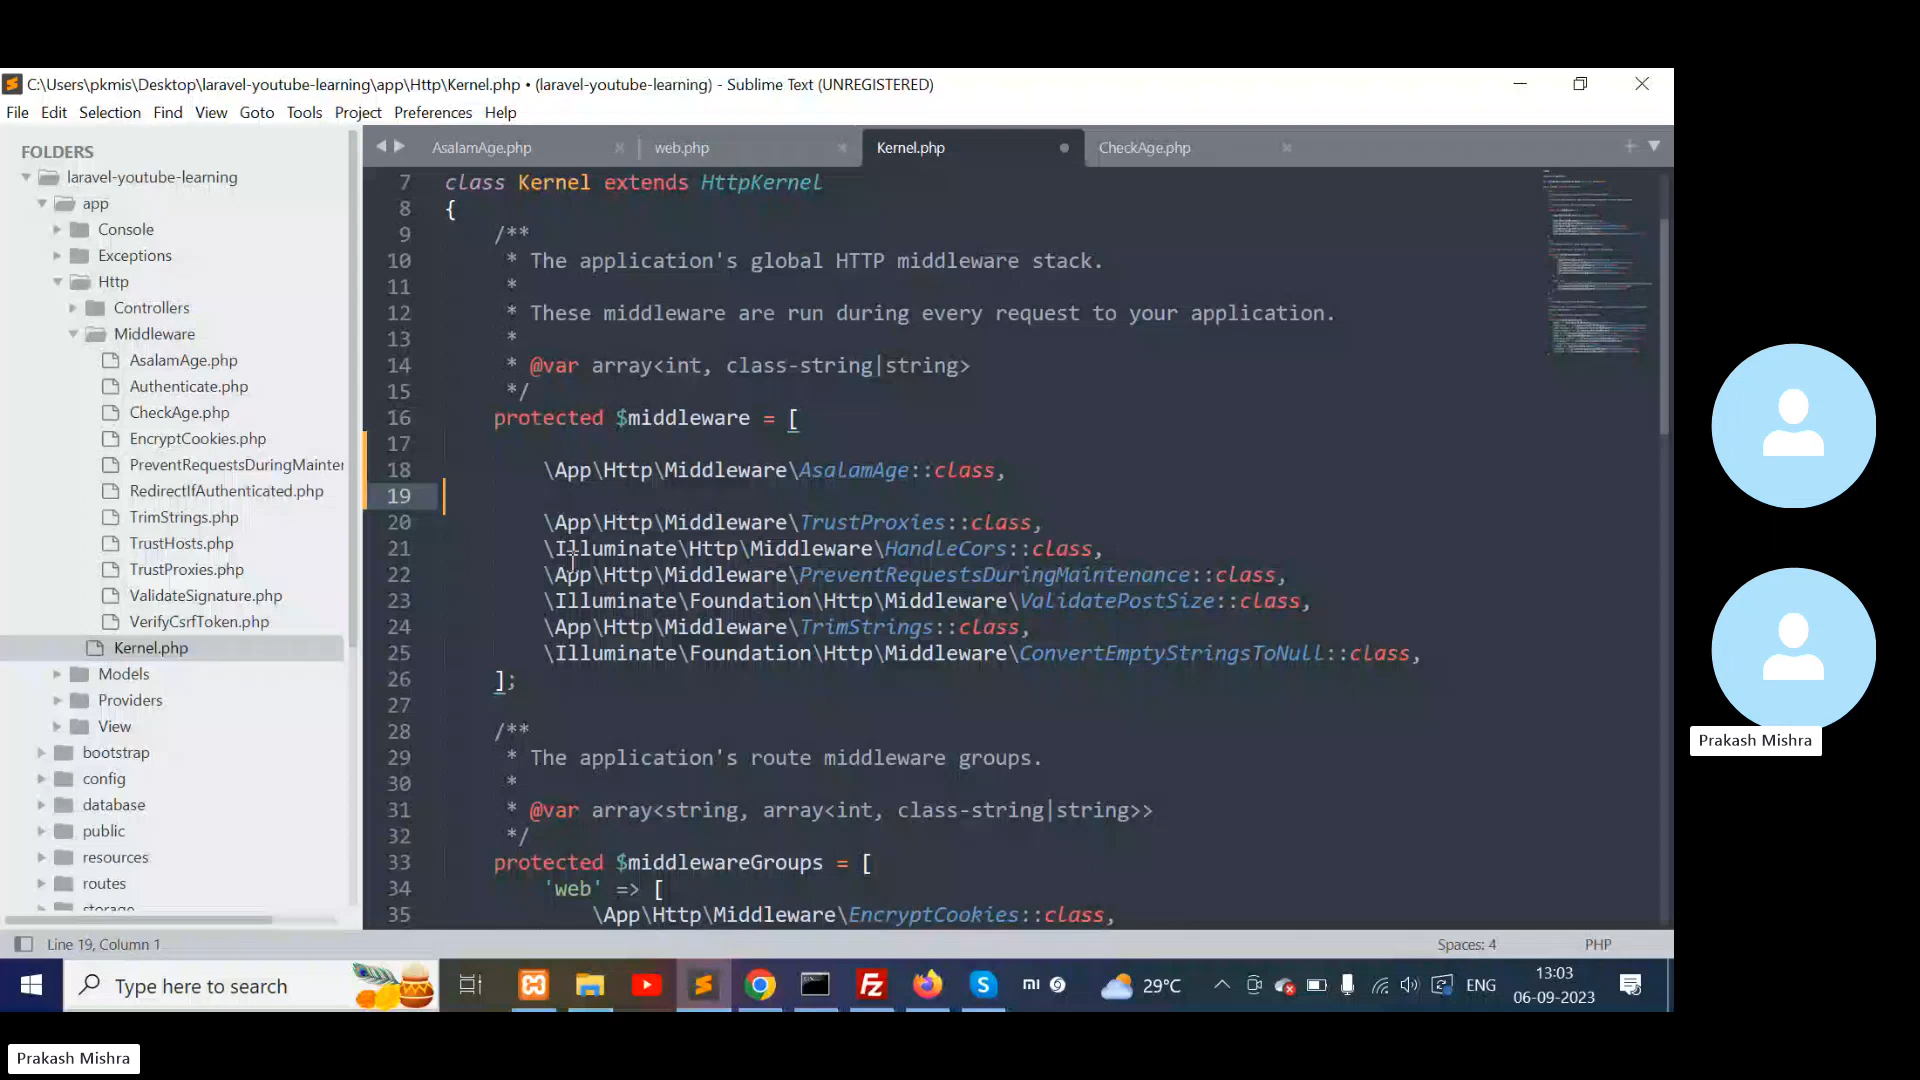 C:\Users\pkmis\Desktop\laravel-youtube-learning\app\Http\Kernel.php • (laravel-youtube-learning) - Sublime Text (UNREGISTERED)
File Edit Selection Find View Goto Tools Project Preferences Help
FOLDERS
laravel-youtube-learning
app
Console
Exceptions
Http
Controllers
Middleware
AsalamAge.php
Authenticate.php
CheckAge.php
EncryptCookies.php
PreventRequestsDuringMainter
RedirectIfAuthenticated.php
TrimStrings.php
TrustHosts.php
TrustProxies.php
ValidateSignature.php
VerifyCsrfToken.php
Kernel.php
Models
Providers
View
bootstrap
config
database
public
resources
routes
storage
AsalamAge.php web.php Kernel.php CheckAge.php
7 class Kernel extends HttpKernel
8 {
9 /**
10 * The application's global HTTP middleware stack.
11 *
12 * These middleware are run during every request to your application.
13 *
14 * @var array<int, class-string|string>
15 */
16 protected $middleware = [
17
18 \App\Http\Middleware\AsalamAge::class,
19
20 \App\Http\Middleware\TrustProxies::class,
21 \Illuminate\Http\Middleware\HandleCors::class,
22 \App\Http\Middleware\PreventRequestsDuringMaintenance::class,
23 \Illuminate\Foundation\Http\Middleware\ValidatePostSize::class,
24 \App\Http\Middleware\TrimStrings::class,
25 \Illuminate\Foundation\Http\Middleware\ConvertEmptyStringsToNull::class,
26 ];
27
28 /**
29 * The application's route middleware groups.
30 *
31 * @var array<string, array<int, class-string|string>>
32 */
33 protected $middlewareGroups = [
34 'web' => [
35 \App\Http\Middleware\EncryptCookies::class,
Line 19, Column 1
Spaces: 4
PHP
Type here to search
29°C
ENG
13:03
06-09-2023
Prakash Mishra
Prakash Mishra